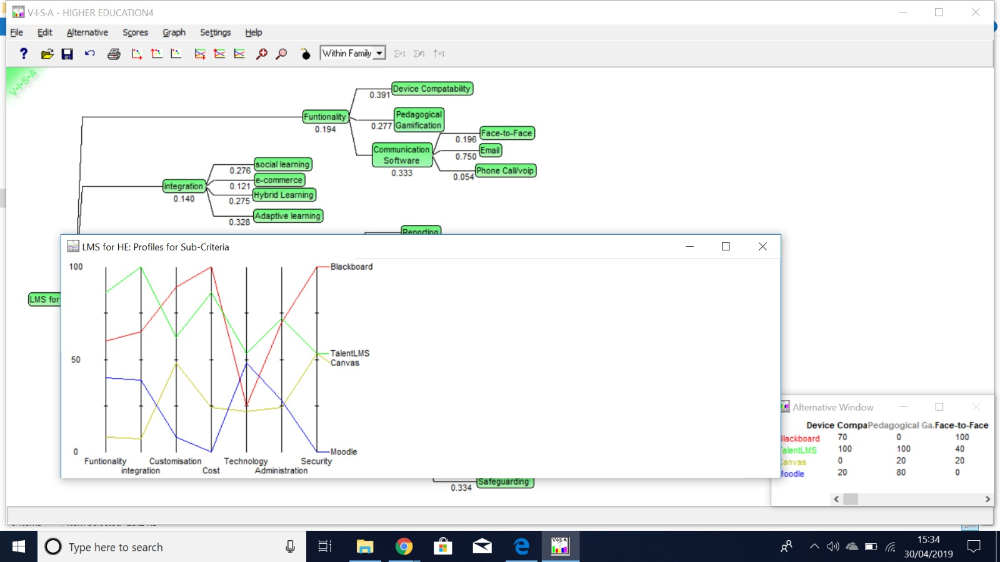 V·I·S·A - HIGHER EDUCATION4
File Edit Alternative Scores Graph Settings Help
? Within Family Σ=1 Σ≠1 ↑=1
V·I·S·A
Device Compatability
0.391
Funtionality
0.194
Pedagogical
Gamification
0.277
Face-to-Face
0.196
Communication
Software
0.333
Email
0.750
Phone Call/voip
0.054
social learning
0.276
e-commerce
0.121
integration
0.140
Hybrid Learning
0.275
Adaptive learning
0.328
Reporting
LMS for
LMS for HE: Profiles for Sub-Criteria
100
50
0
Blackboard
TalentLMS
Canvas
Moodle
Funtionality Customisation Technology Security
integration Cost Administration
Safeguarding
0.334
Alternative Window
Device Compa Pedagogical Ga. Face-to-Face
lackboard 70 0 100
alentLMS 100 100 40
anvas 0 20 20
oodle 20 80 0
Type here to search
V·I·S·A
15:34
30/04/2019